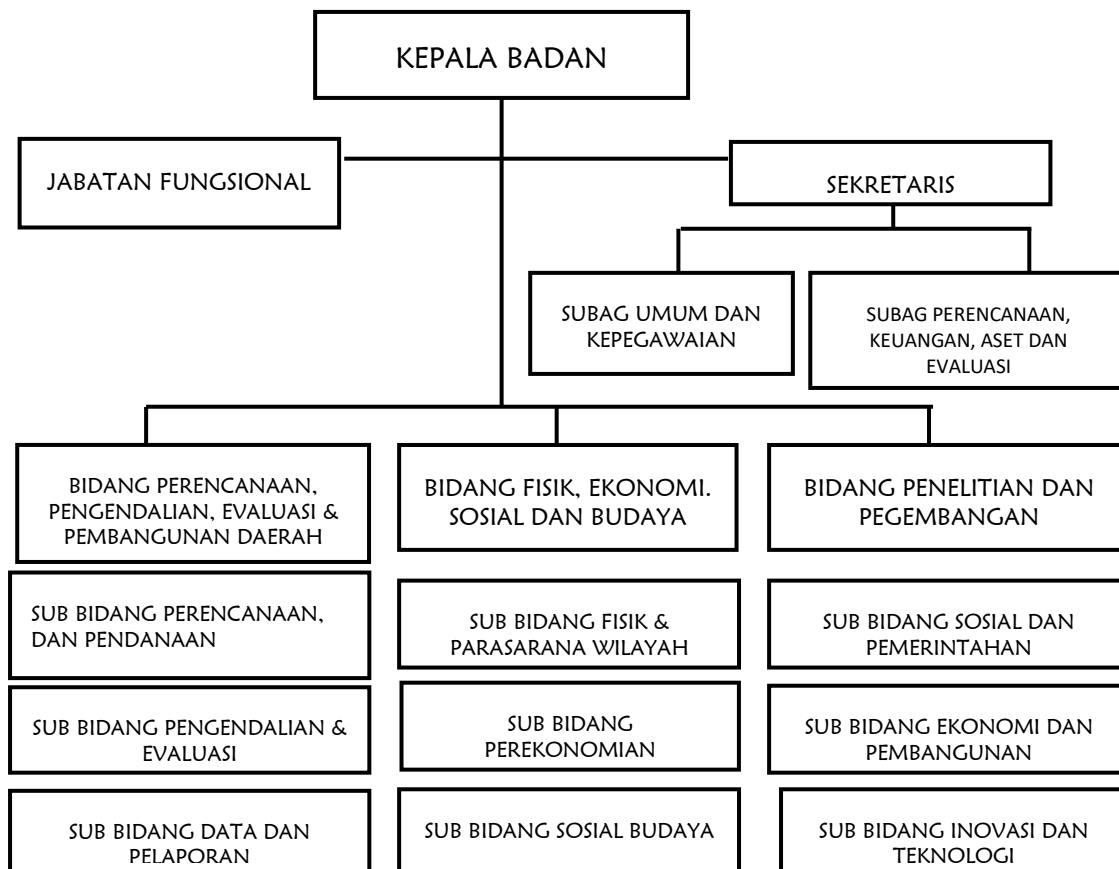 KEPALA BADAN
JABATAN FUNGSIONAL
SEKRETARIS
SUBAG UMUM DAN
KEPEGAWAIAN
SUBAG PERENCANAAN,
KEUANGAN, ASET DAN
EVALUASI
BIDANG PERENCANAAN,
PENGENDALIAN, EVALUASI &
PEMBANGUNAN DAERAH
BIDANG FISIK, EKONOMI.
SOSIAL DAN BUDAYA
BIDANG PENELITIAN DAN
PEGEMBANGAN
SUB BIDANG PERENCANAAN,
DAN PENDANAAN
SUB BIDANG FISIK &
PARASARANA WILAYAH
SUB BIDANG SOSIAL DAN
PEMERINTAHAN
SUB BIDANG PENGENDALIAN &
EVALUASI
SUB BIDANG
PEREKONOMIAN
SUB BIDANG EKONOMI DAN
PEMBANGUNAN
SUB BIDANG DATA DAN
PELAPORAN
SUB BIDANG SOSIAL BUDAYA
SUB BIDANG INOVASI DAN
TEKNOLOGI